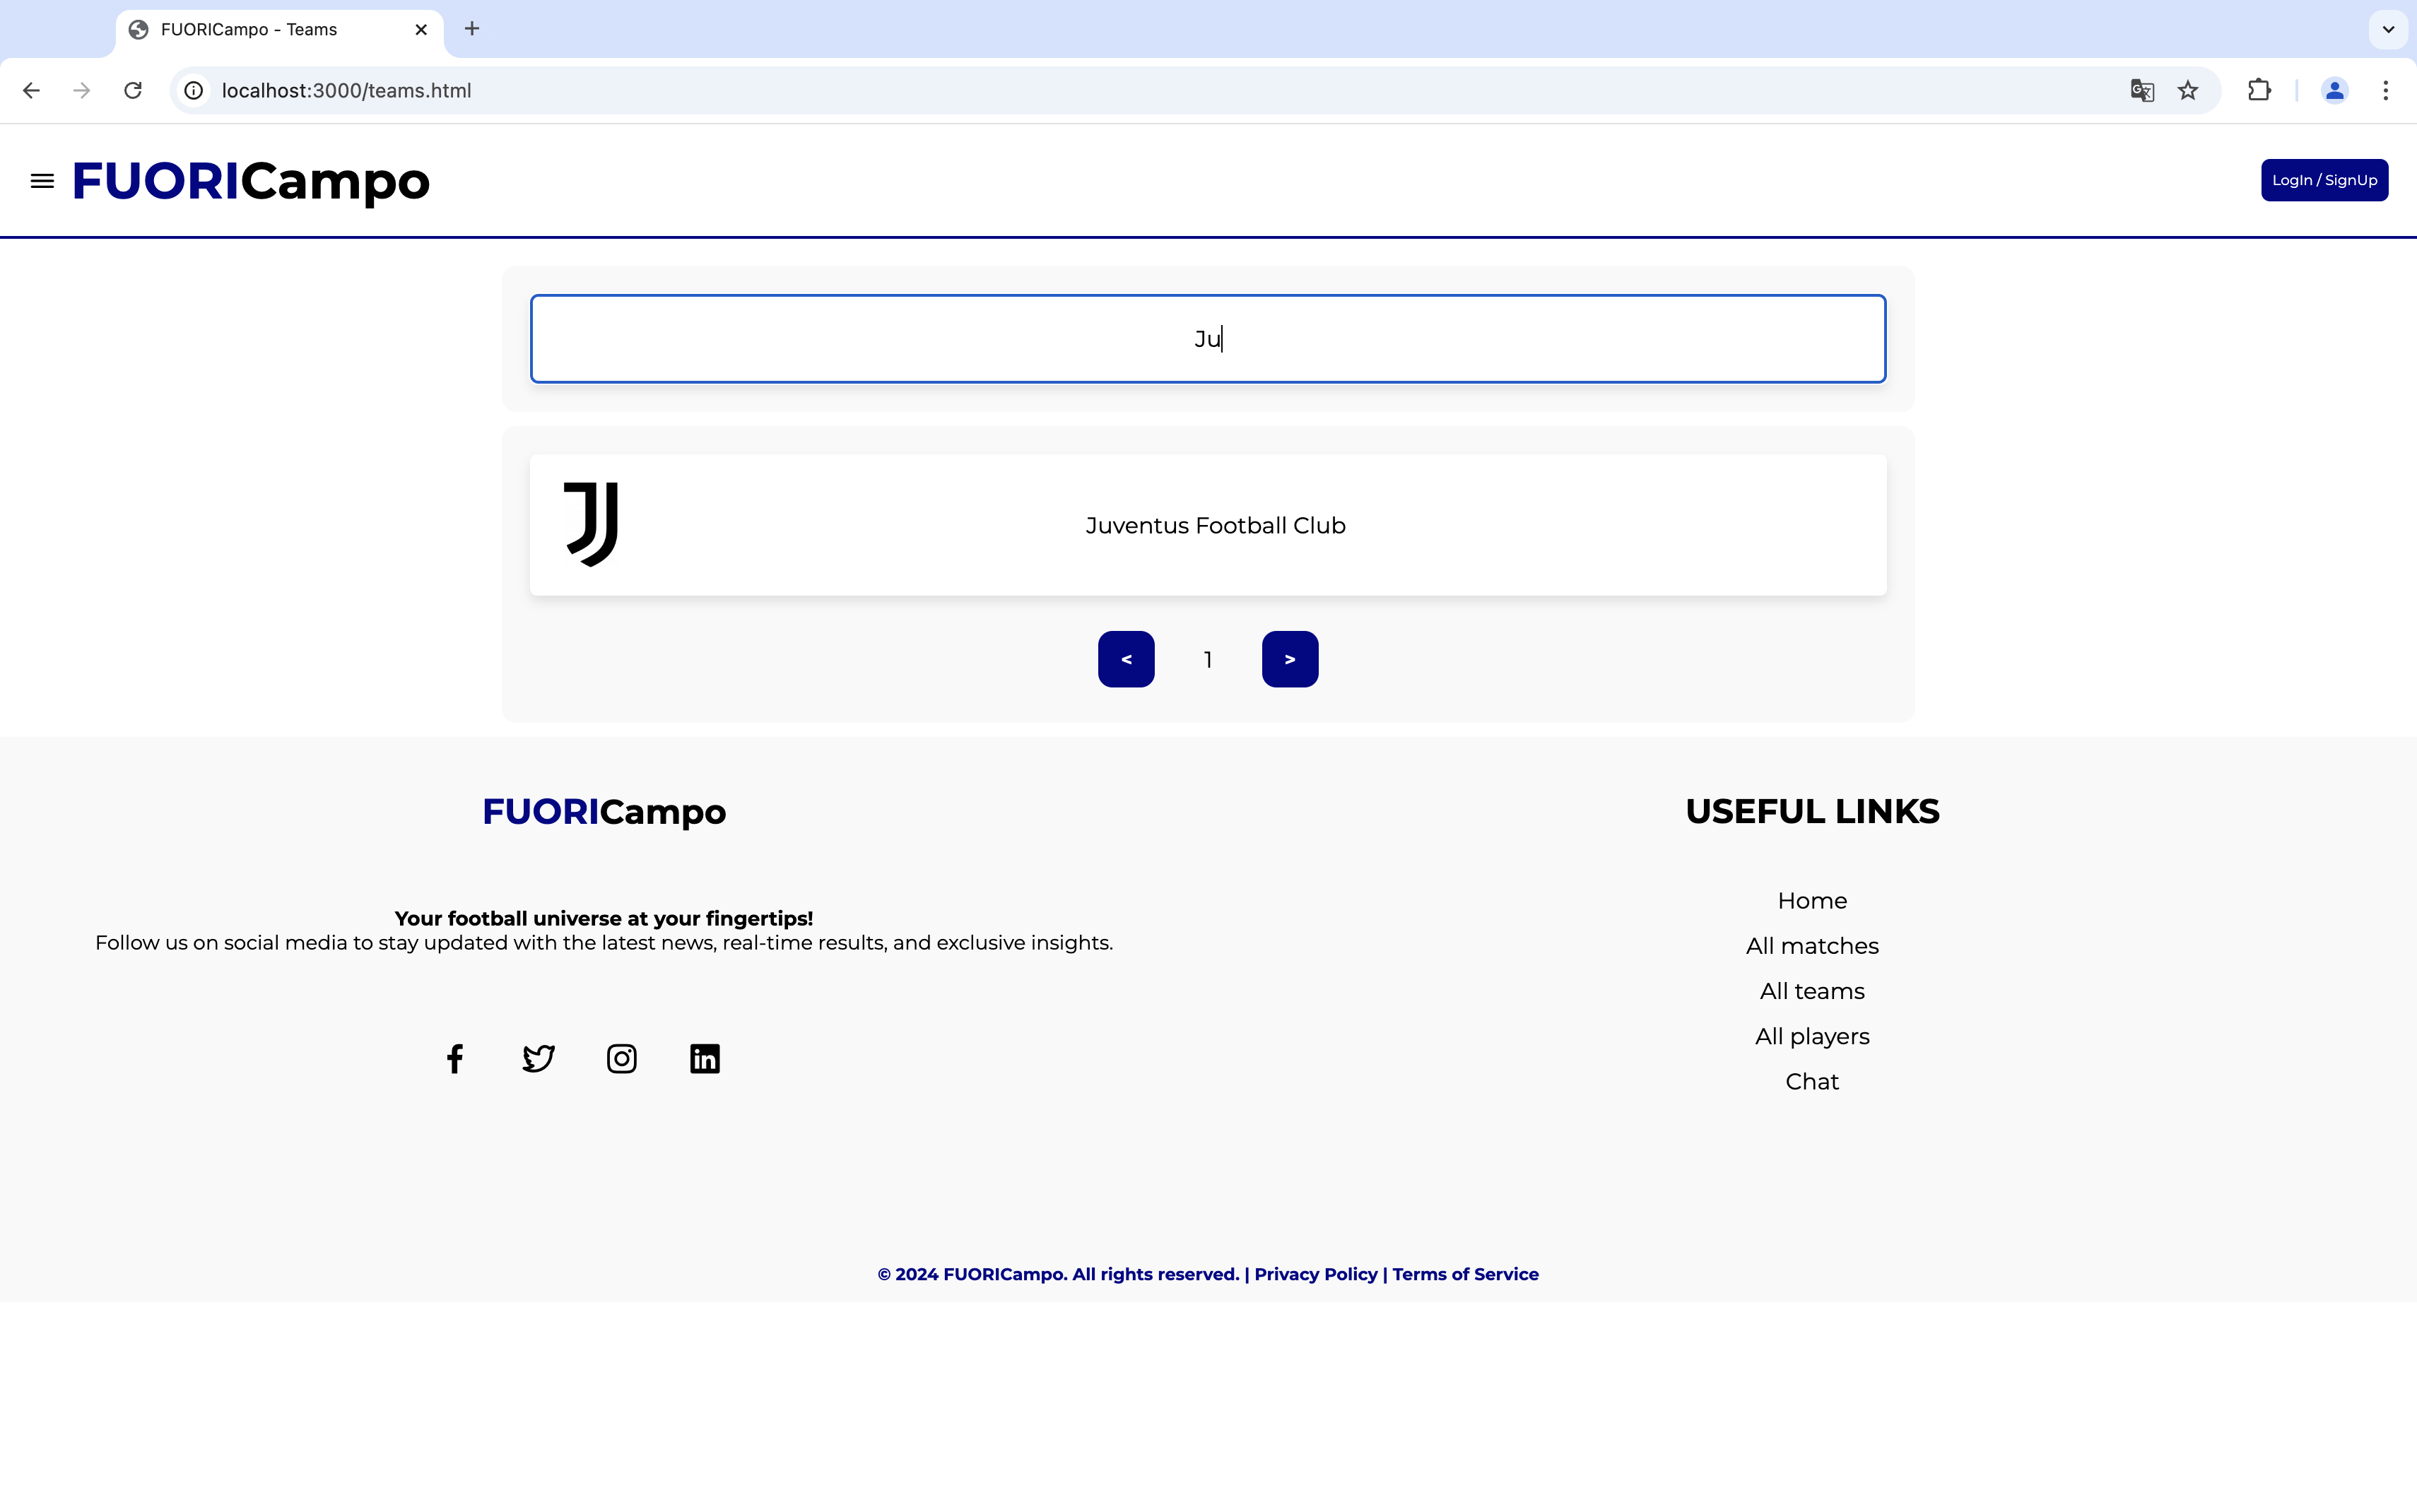 FUORICampo - Teams
localhost:3000/teams.html
FUORICampo
LogIn / SignUp
Ju
Juventus Football Club
< 1 >
FUORICampo
Your football universe at your fingertips!
Follow us on social media to stay updated with the latest news, real-time results, and exclusive insights.
USEFUL LINKS
Home
All matches
All teams
All players
Chat
© 2024 FUORICampo. All rights reserved. | Privacy Policy | Terms of Service